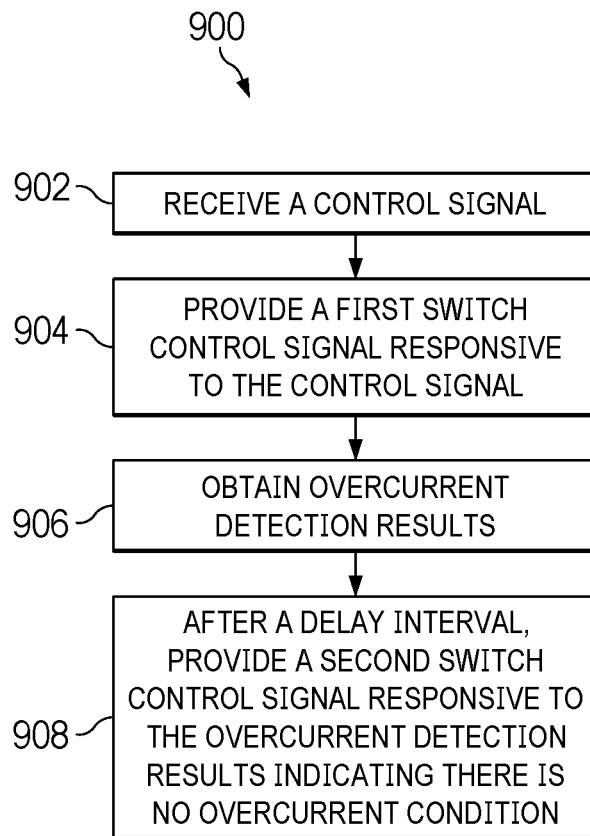 900
902
RECEIVE A CONTROL SIGNAL
904
PROVIDE A FIRST SWITCH
CONTROL SIGNAL RESPONSIVE
TO THE CONTROL SIGNAL
906
OBTAIN OVERCURRENT
DETECTION RESULTS
908
AFTER A DELAY INTERVAL,
PROVIDE A SECOND SWITCH
CONTROL SIGNAL RESPONSIVE TO
THE OVERCURRENT DETECTION
RESULTS INDICATING THERE IS
NO OVERCURRENT CONDITION